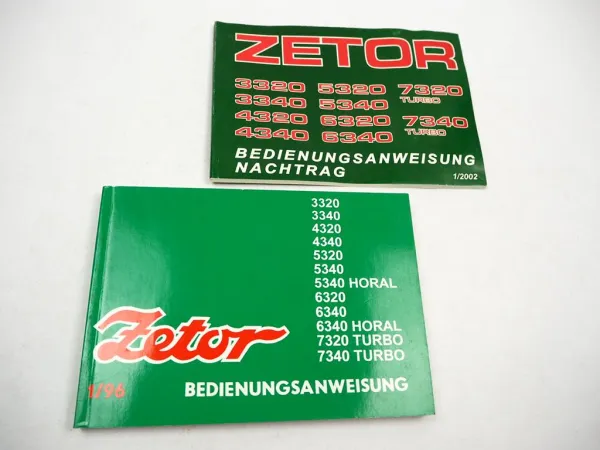 ZETOR
3320 5320 7320
3340 5340 TURBO
4320 6320 7340
4340 6340 TURBO
BEDIENUNGSANWEISUNG
NACHTRAG
1/2002
3320
3340
4320
4340
5320
5340
5340 HORAL
6320
6340
6340 HORAL
7320 TURBO
7340 TURBO
Zetor
1/96
BEDIENUNGSANWEISUNG